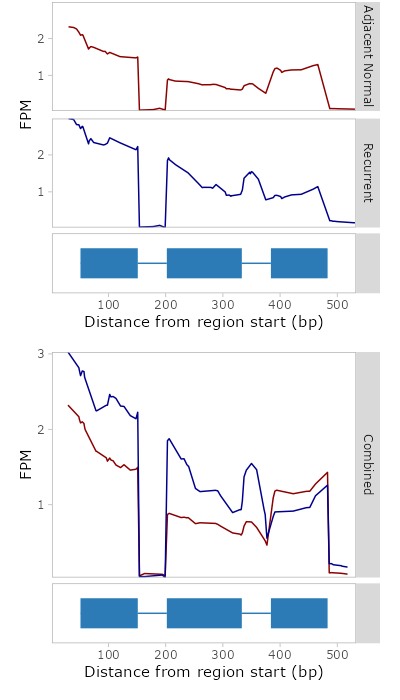 2
1
Adjacent Normal
FPM
2
1
Recurrent
100 200 300 400 500
Distance from region start (bp)
3
2
1
FPM
Combined
100 200 300 400 500
Distance from region start (bp)